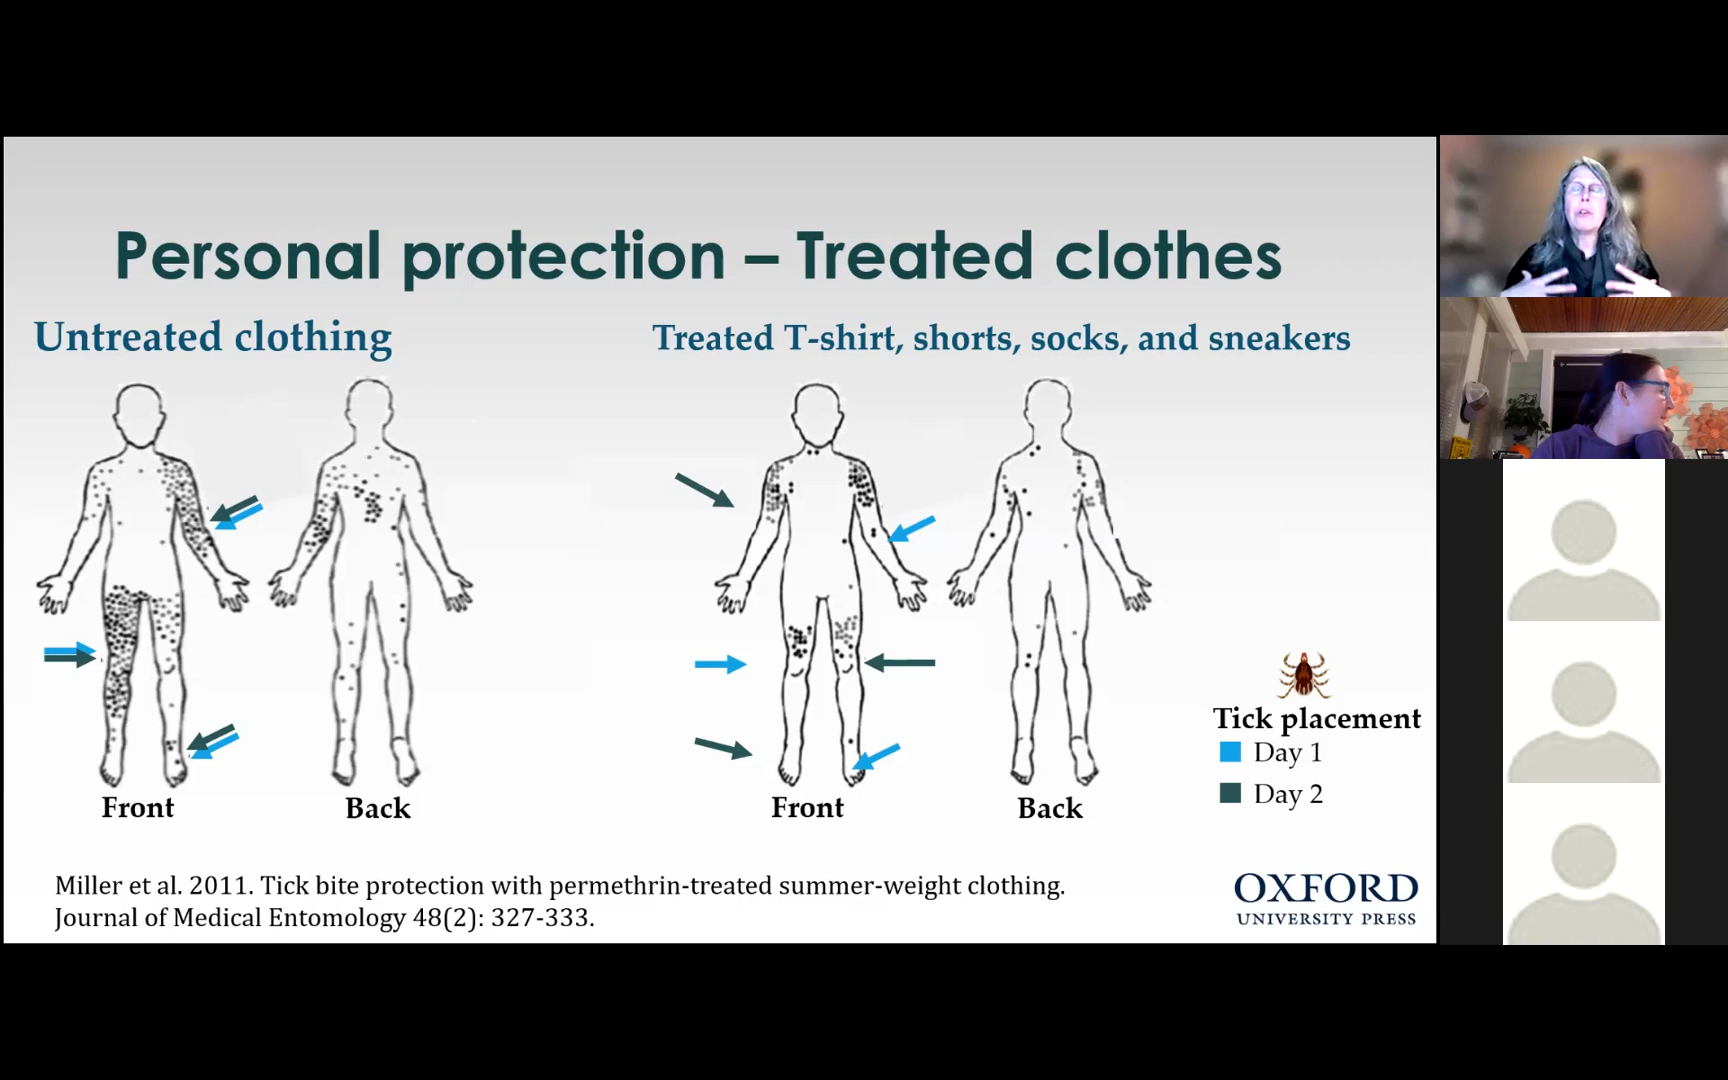 Personal protection – Treated clothes
Untreated clothing
Treated T-shirt, shorts, socks, and sneakers
Front
Back
Front
Back
Tick placement
Day 1
Day 2
Miller et al. 2011. Tick bite protection with permethrin-treated summer-weight clothing.
Journal of Medical Entomology 48(2): 327-333.
OXFORD
UNIVERSITY PRESS